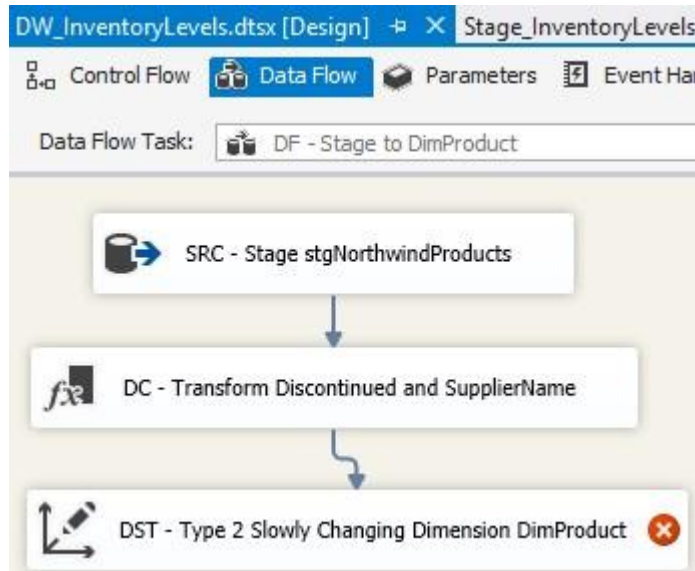 DW_InventoryLevels.dtsx [Design] Stage_InventoryLevels
Control Flow Data Flow Parameters Event Han
Data Flow Task: DF - Stage to DimProduct
SRC - Stage stgNorthwindProducts
DC - Transform Discontinued and SupplierName
DST - Type 2 Slowly Changing Dimension DimProduct